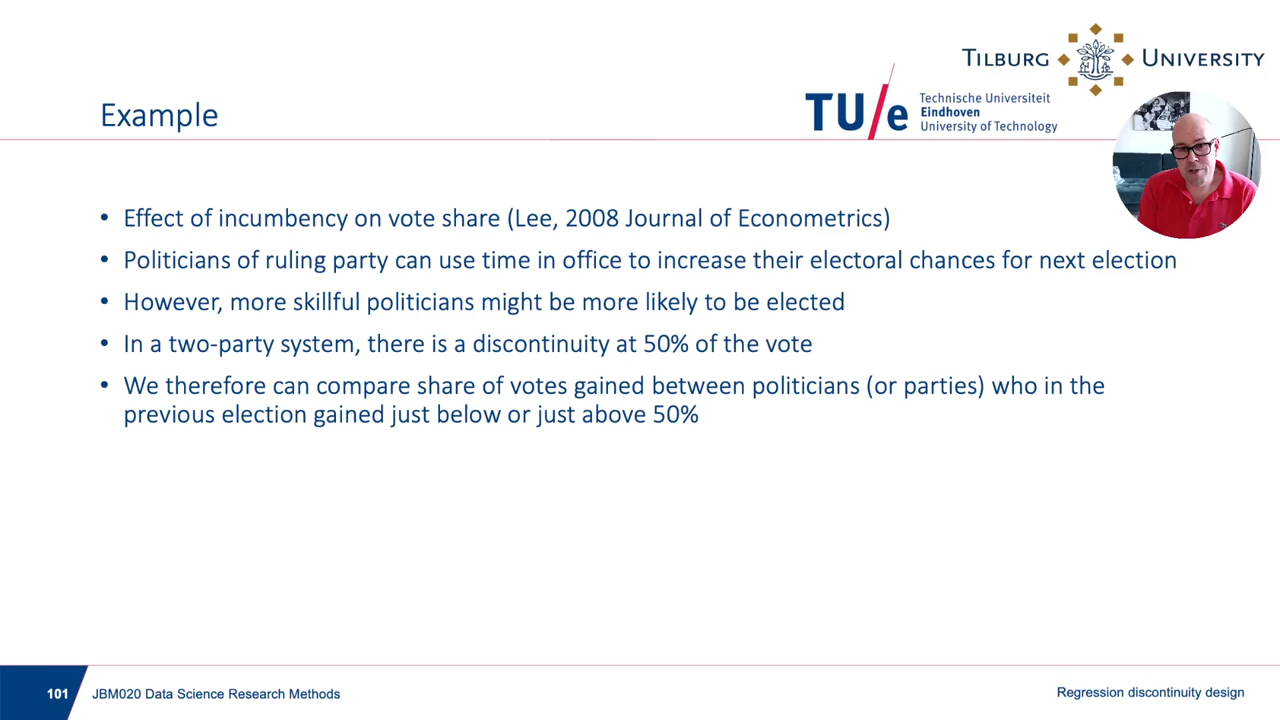 TILBURG UNIVERSITY
TU/e
Technische Universiteit
Eindhoven
University of Technology
Example
• Effect of incumbency on vote share (Lee, 2008 Journal of Econometrics)
• Politicians of ruling party can use time in office to increase their electoral chances for next election
• However, more skillful politicians might be more likely to be elected
• In a two-party system, there is a discontinuity at 50% of the vote
• We therefore can compare share of votes gained between politicians (or parties) who in the
previous election gained just below or just above 50%
101
JBM020 Data Science Research Methods
Regression discontinuity design